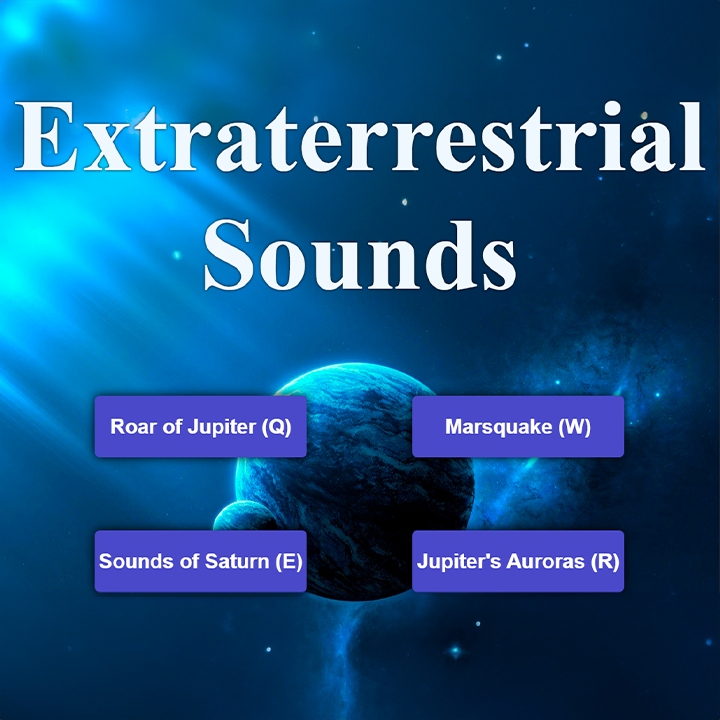 Extraterrestrial
Sounds
Roar of Jupiter (Q)
Marsquake (W)
Sounds of Saturn (E)
Jupiter's Auroras (R)